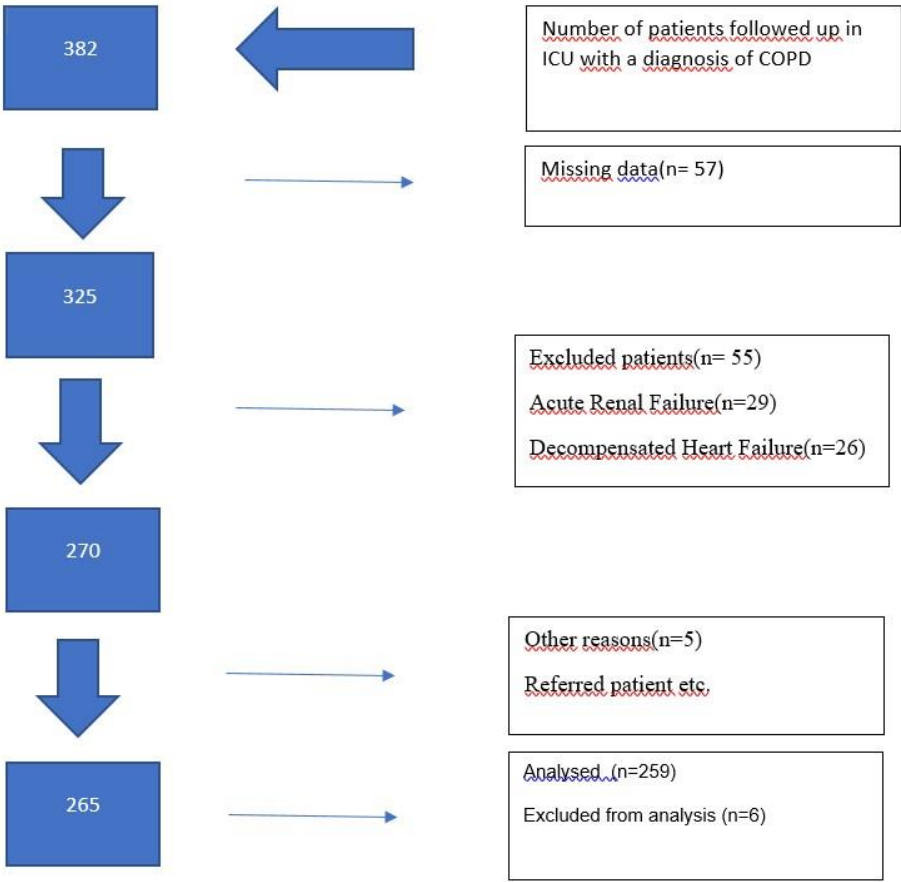 382
Number of patients followed up in
ICU with a diagnosis of COPD
Missing data(n= 57)
325
Excluded patients(n= 55)
Acute Renal Failure(n=29)
Decompensated Heart Failure(n=26)
270
Other reasons(n=5)
Referred patient etc.
265
Analysed  (n=259)
Excluded from analysis (n=6)